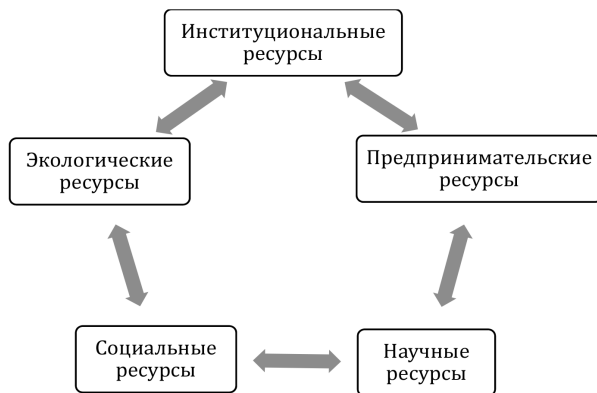 Институциональные
ресурсы
Экологические
ресурсы
Предпринимательские
ресурсы
Социальные
ресурсы
Научные
ресурсы